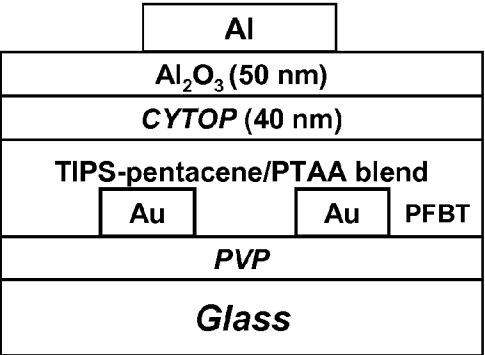 Al
Al₂O₃ (50 nm)
CYTOP (40 nm)
TIPS-pentacene/PTAA blend
Au Au PFBT
PVP
Glass